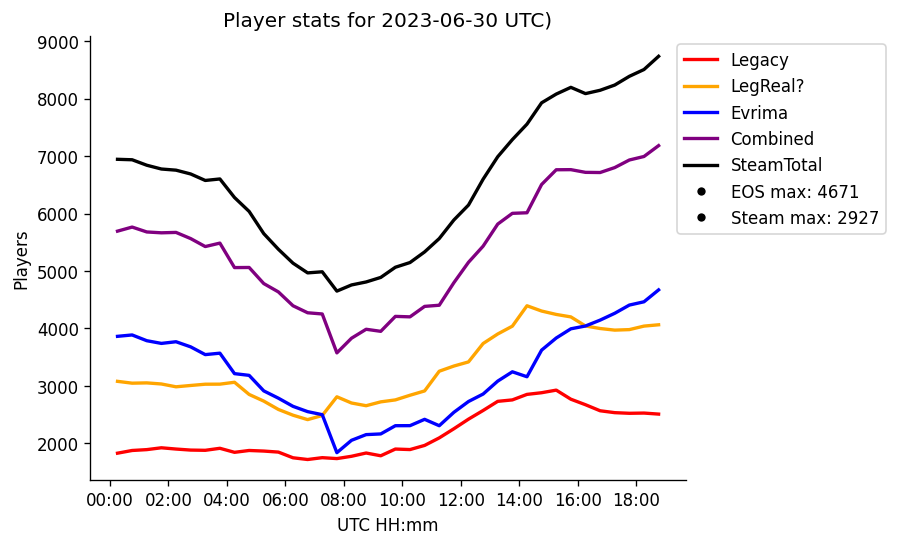 Player stats for 2023-06-30 UTC)
9000
8000
7000
6000
5000
4000
3000
2000
Players
00:00 02:00 04:00 06:00 08:00 10:00 12:00 14:00 16:00 18:00
UTC HH:mm
Legacy
LegReal?
Evrima
Combined
SteamTotal
EOS max: 4671
Steam max: 2927